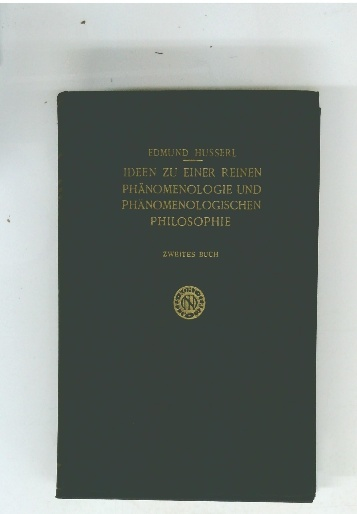 EDMUND HUSSERL
IDEEN ZU EINER REINEN
PHÄNOMENOLOGIE UND
PHÄNOMENOLOGISCHEN
PHILOSOPHIE
ZWEITES BUCH